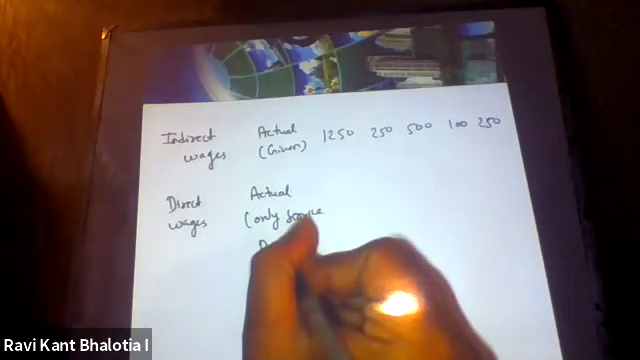 Indirect Actual 1250 250 500 100 250
wages (Given)
Direct Actual
wages (only service
Ravi Kant Bhalotia I